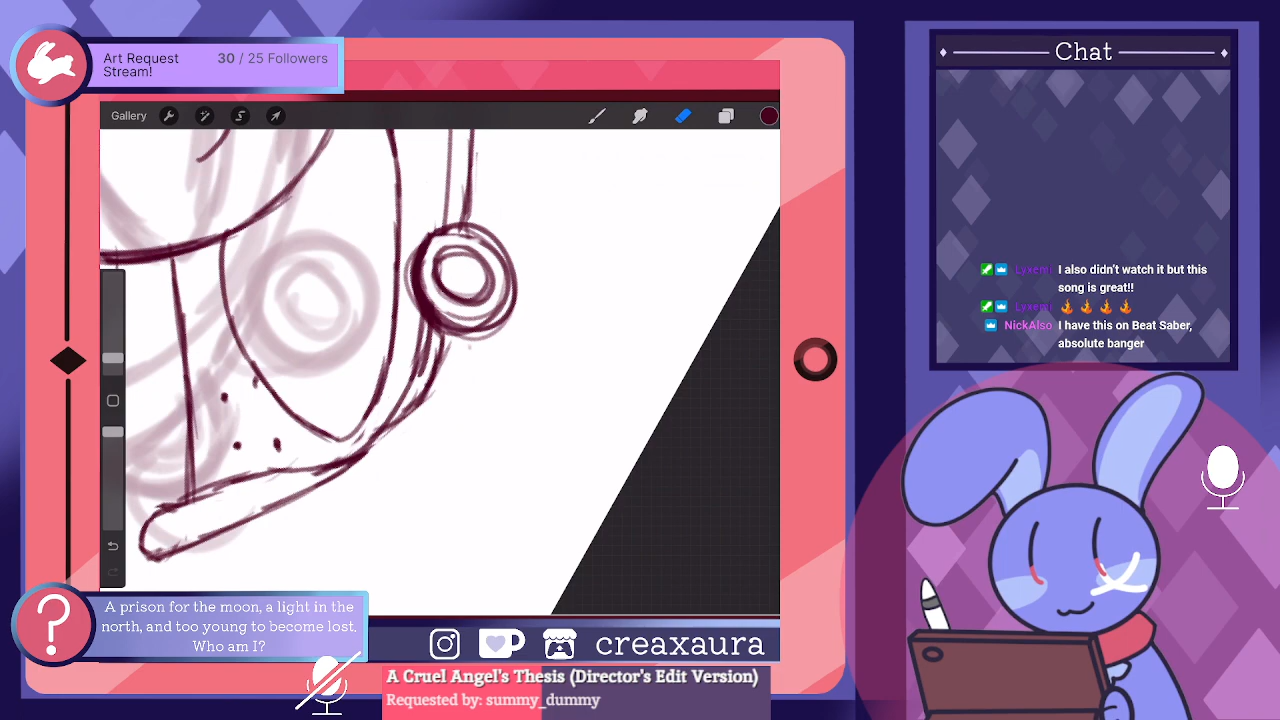 Art Request
Stream!
30 / 25 Followers
Gallery
Chat
Lyxerei I also didn't watch it but this
song is great!!
Lyxerei 🔥 🔥 🔥 🔥
NickAlso I have this on Beat Saber,
absolute banger
A prison for the moon, a light in the
north, and too young to become lost.
Who am I?
creaxaura
A Cruel Angel's Thesis (Director's Edit Version)
Requested by: summy_dummy